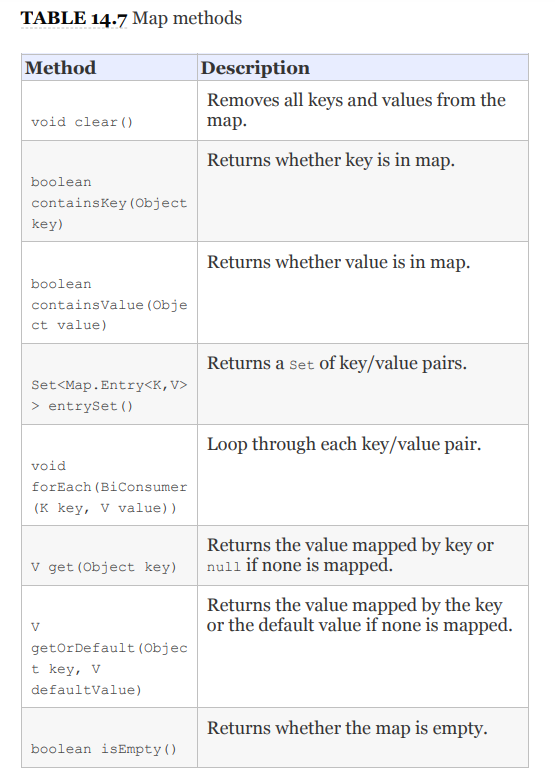 TABLE 14.7 Map methods
Method Description
void clear() Removes all keys and values from the
map.
boolean
containsKey(Object
key)
Returns whether key is in map.
boolean
containsValue(Obje
ct value)
Returns whether value is in map.
Set<Map.Entry<K,V>
> entrySet()
Returns a Set of key/value pairs.
void
forEach(BiConsumer
(K key, V value))
Loop through each key/value pair.
V get(Object key)
Returns the value mapped by key or
null if none is mapped.
V
getOrDefault(Objec
t key, V
defaultValue)
Returns the value mapped by the key
or the default value if none is mapped.
boolean isEmpty()
Returns whether the map is empty.